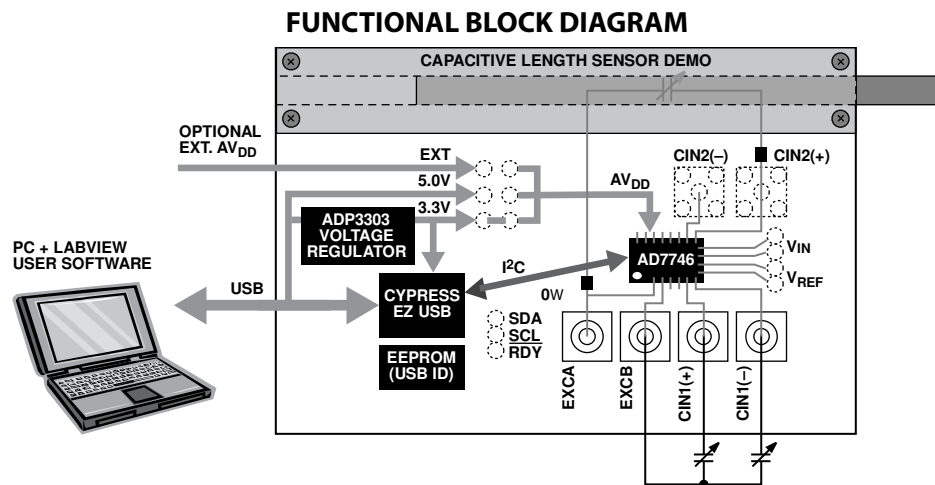 FUNCTIONAL BLOCK DIAGRAM
CAPACITIVE LENGTH SENSOR DEMO
OPTIONAL
EXT. AVDD
EXT
5.0V
3.3V
AVDD
CIN2(–)
CIN2(+)
ADP3303
VOLTAGE
REGULATOR
PC + LABVIEW
USER SOFTWARE
USB
CYPRESS
EZ USB
I2C
AD7746
VIN
VREF
0W
EEPROM
(USB ID)
SDA
SCL
RDY
EXCA
EXCB
CIN1(+)
CIN1(–)